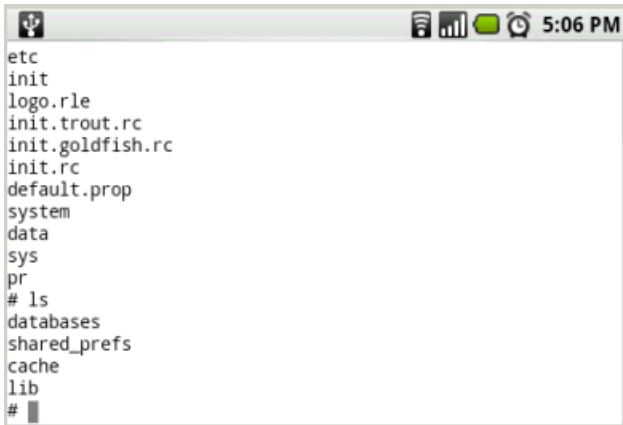 5:06 PM
etc
init
logo.rle
init.trout.rc
init.goldfish.rc
init.rc
default.prop
system
data
sys
pr
# ls
databases
shared_prefs
cache
lib
#